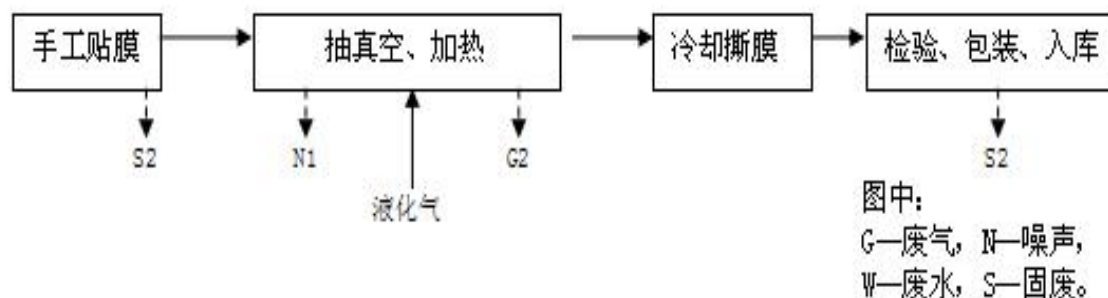 手工贴膜
抽真空、加热
冷却撕膜
检验、包装、入库
S2
N1
G2
S2
液化气
图中：
G—废气，N—噪声，
W—废水，S—固废。